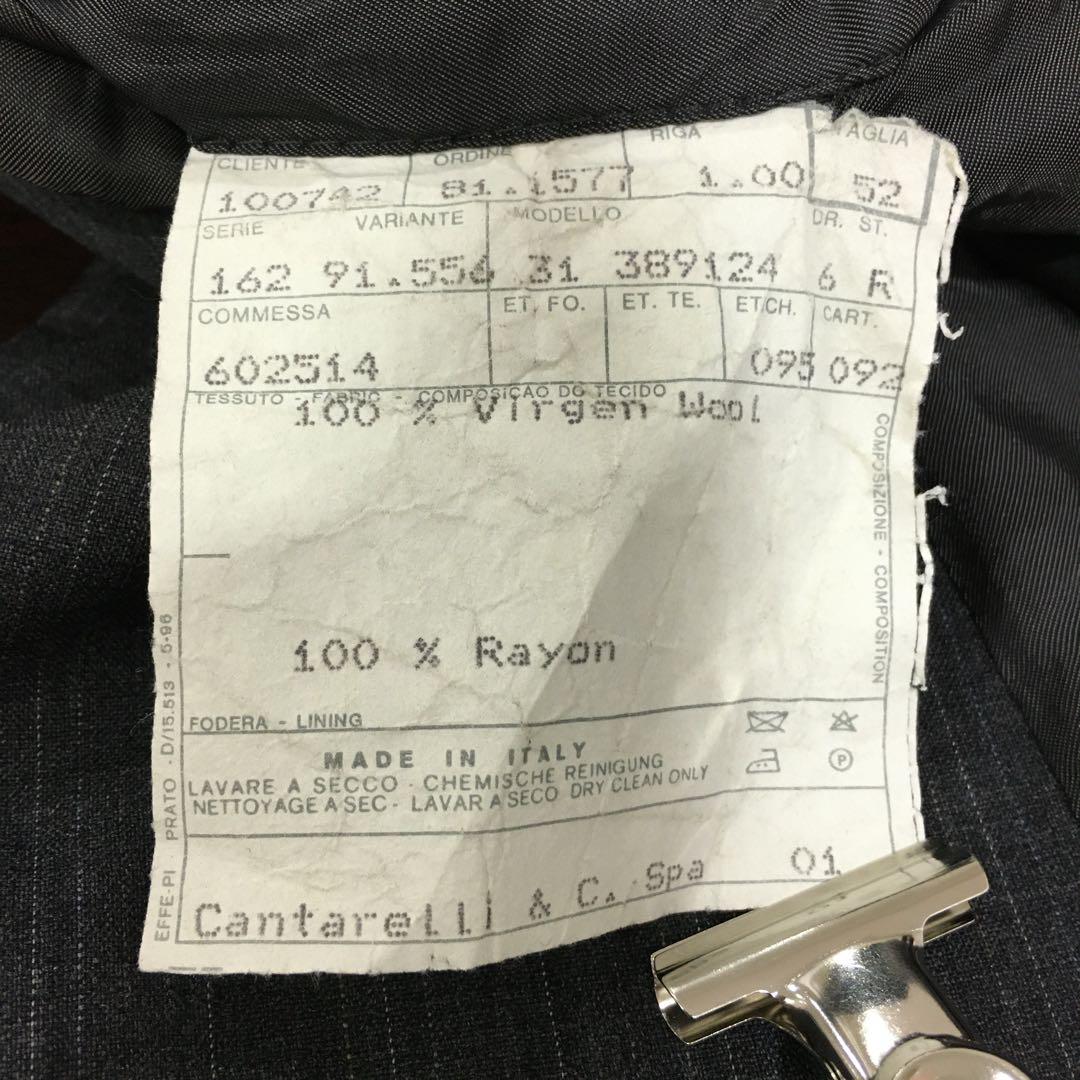 CLIENTE ORDINE RIGA TAGLIA
100742 81.1577 1.00 52
SERIE VARIANTE MODELLO DR. ST.
162 91.556 31 389124 6 R
COMMESSA ET. FO. ET. TE. ET.CH. CART.
602514 095 092
TESSUTO - FABRIC - COMPOSIÇAO DO TECIDO
100 % Virgen Wool
COMPOSIZIONE - COMPOSITION
100 % Rayon
FODERA - LINING
MADE IN ITALY
LAVARE A SECCO - CHEMISCHE REINIGUNG
NETTOYAGE A SEC - LAVAR A SECO DRY CLEAN ONLY
P
Cantarelli & C. Spa 01
EFFE-PI . PRATO - D/15.513 - 5-96